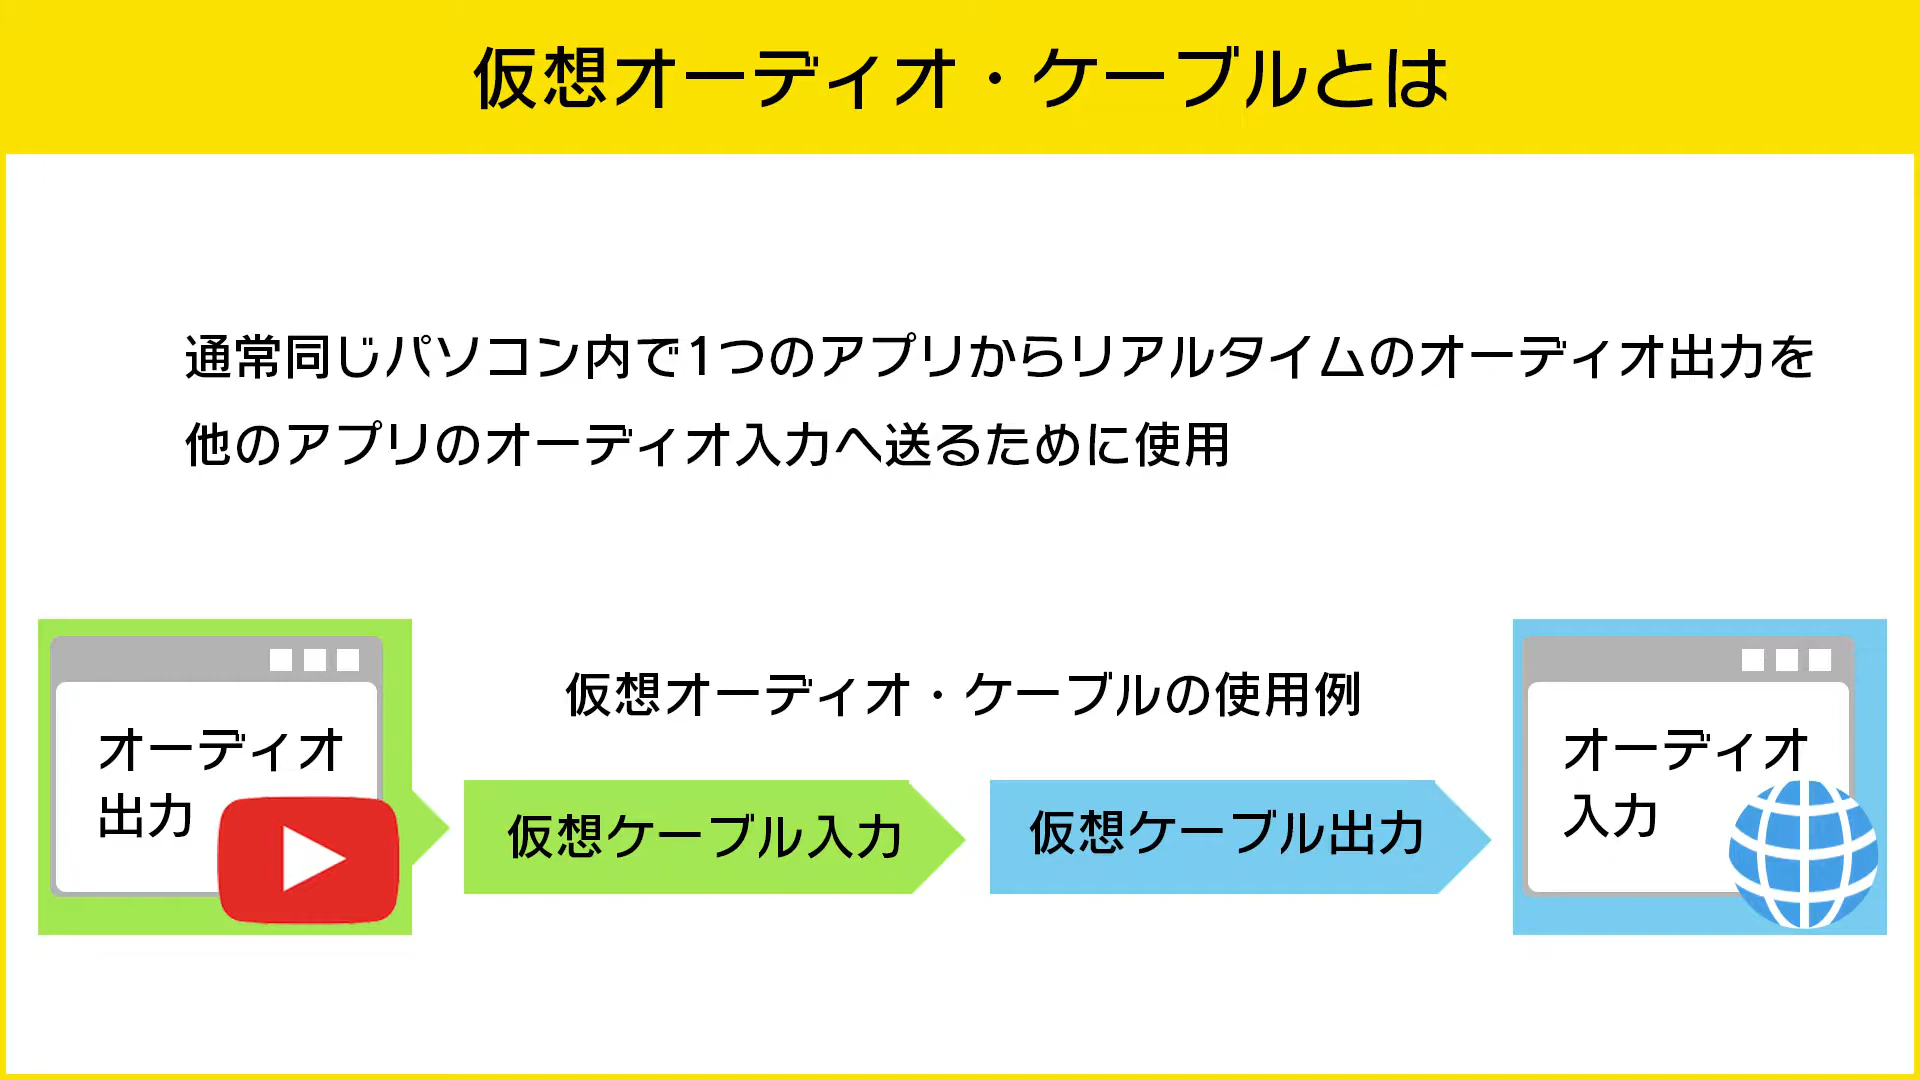 仮想オーディオ・ケーブルとは
通常同じパソコン内で1つのアプリからリアルタイムのオーディオ出力を
他のアプリのオーディオ入力へ送るために使用
仮想オーディオ・ケーブルの使用例
オーディオ
出力
仮想ケーブル入力
仮想ケーブル出力
オーディオ
入力